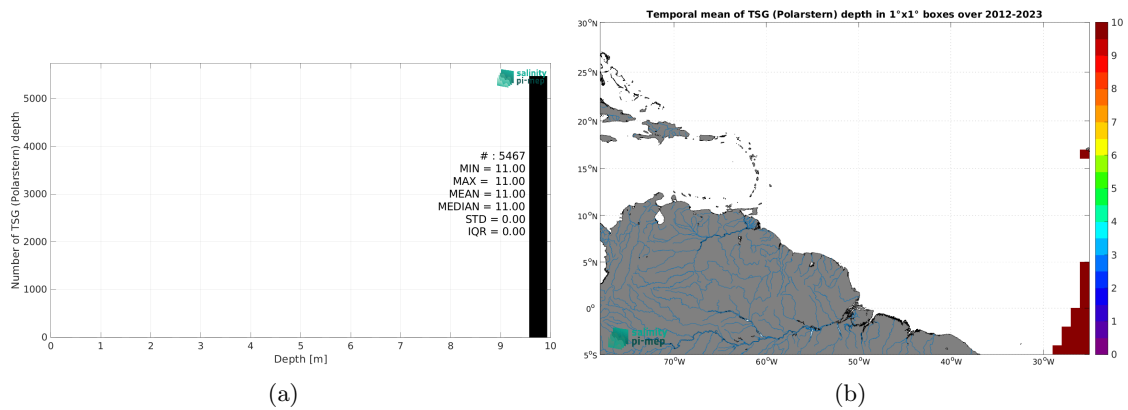 salinity
pi-mep
Number of TSG (Polarstern) depth
5000
4000
3000
2000
1000
0
# : 5467
MIN = 11.00
MAX = 11.00
MEAN = 11.00
MEDIAN = 11.00
STD = 0.00
IQR = 0.00
0 1 2 3 4 5 6 7 8 9 10
Depth [m]
(a)
Temporal mean of TSG (Polarstern) depth in 1°x1° boxes over 2012-2023
30°N
25°N
20°N
15°N
10°N
5°N
0°
5°S
70°W 60°W 50°W 40°W 30°W
salinity
pi-mep
10
9
8
7
6
5
4
3
2
1
0
(b)